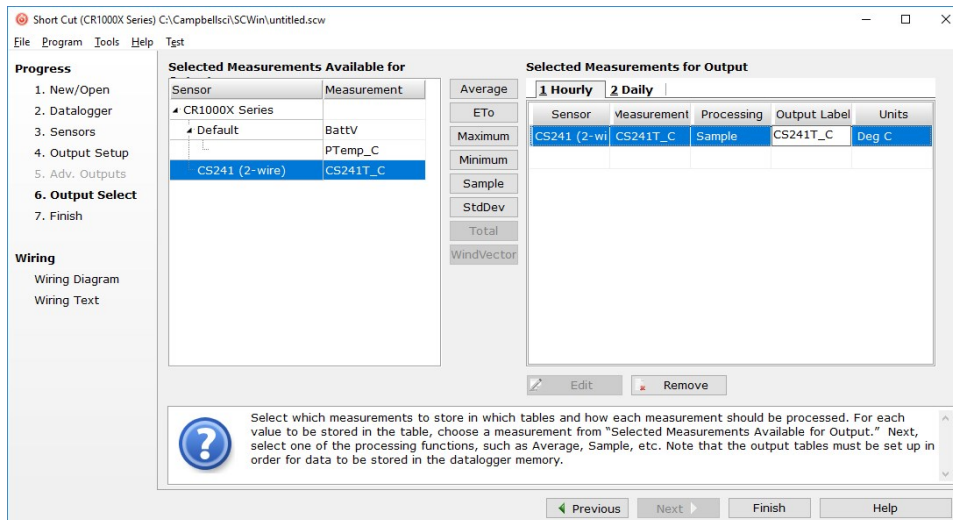 Short Cut (CR1000X Series) C:\Campbellsci\SCWin\untitled.scw
File Program Tools Help Test
Progress
1. New/Open
2. Datalogger
3. Sensors
4. Output Setup
5. Adv. Outputs
6. Output Select
7. Finish
Wiring
Wiring Diagram
Wiring Text
Selected Measurements Available for
Sensor Measurement
CR1000X Series
Default BattV
PTemp_C
CS241 (2-wire) CS241T_C
Average
ETo
Maximum
Minimum
Sample
StdDev
Total
WindVector
Selected Measurements for Output
1 Hourly 2 Daily
Sensor Measurement Processing Output Label Units
CS241 (2-wi CS241T_C Sample CS241T_C Deg C
Edit Remove
Select which measurements to store in which tables and how each measurement should be processed. For each
value to be stored in the table, choose a measurement from “Selected Measurements Available for Output.” Next,
select one of the processing functions, such as Average, Sample, etc. Note that the output tables must be set up in
order for data to be stored in the datalogger memory.
Previous Next Finish Help